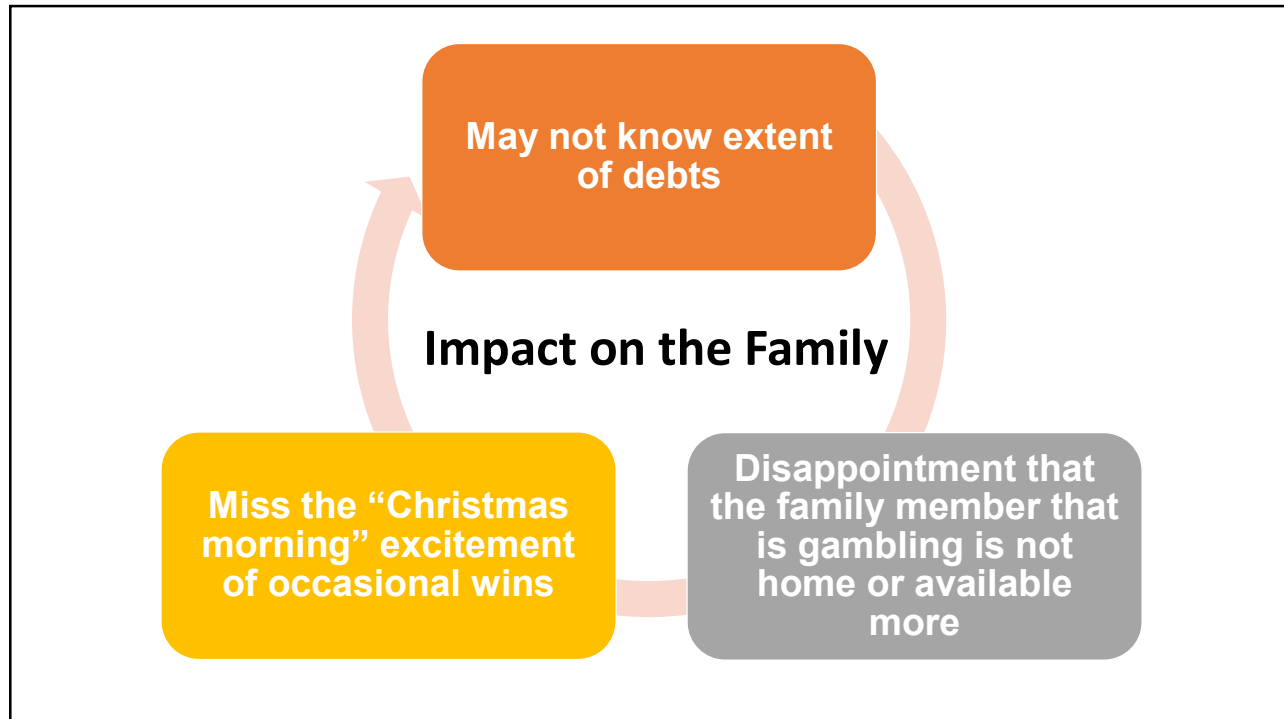 May not know extent
of debts
Impact on the Family
Miss the “Christmas
morning” excitement
of occasional wins
Disappointment that
the family member that
is gambling is not
home or available
more